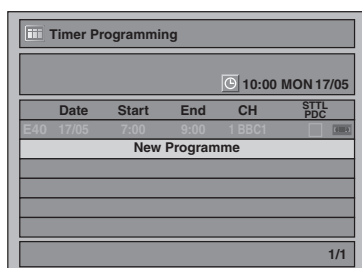 Timer Programming
10:00 MON 17/05
Date Start End CH STTL PDC
E40 17/05 7:00 9:00 1 BBC1
New Programme
1/1